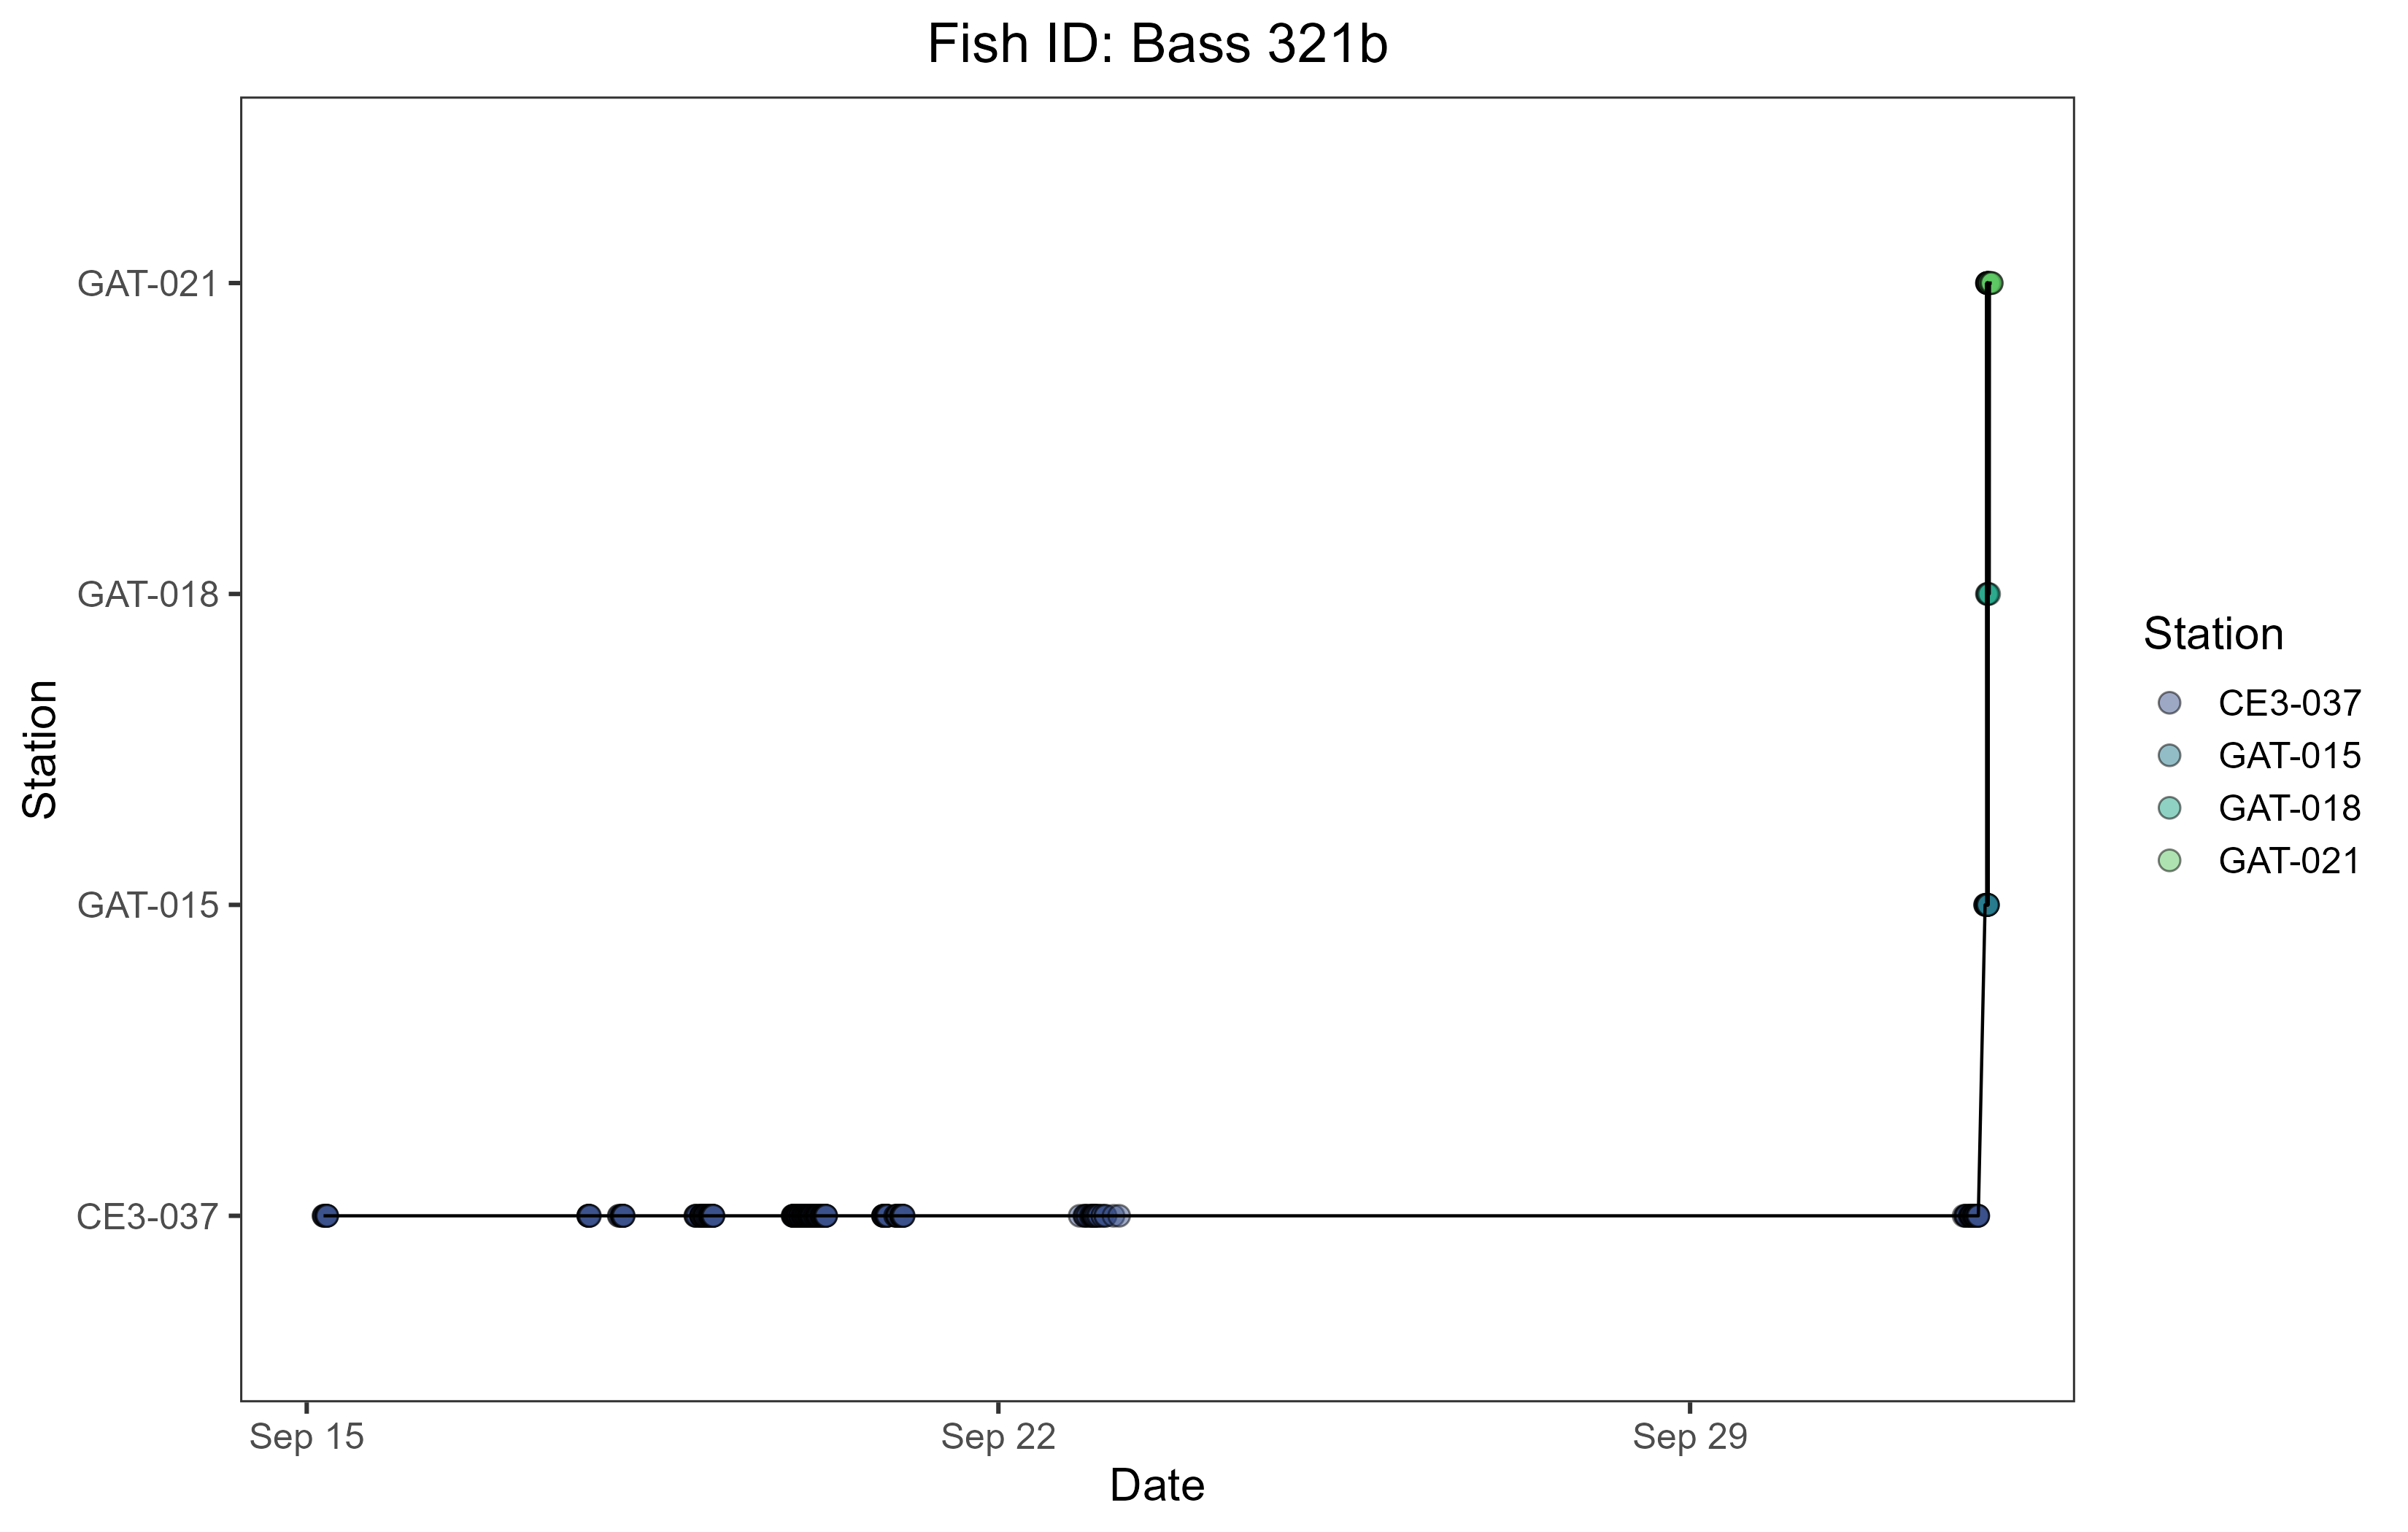 Fish ID: Bass 321b
Station
GAT-021
GAT-018
GAT-015
CE3-037
Sep 15
Sep 22
Sep 29
Date
Station
CE3-037
GAT-015
GAT-018
GAT-021